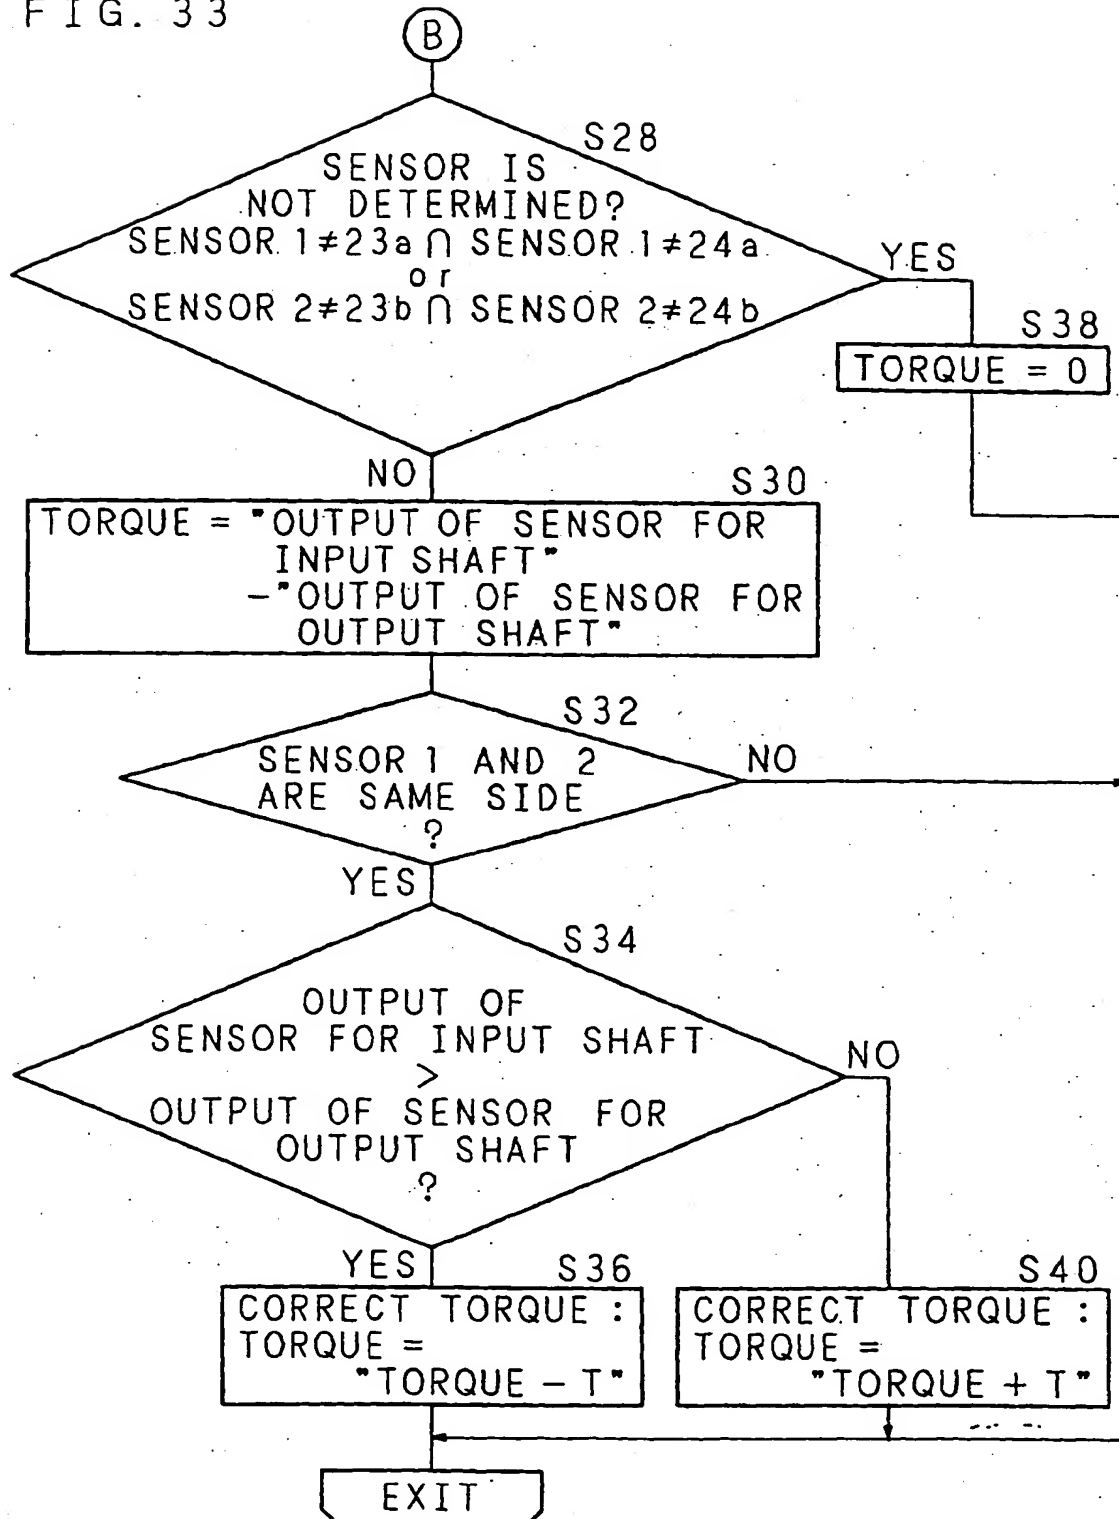 FIG. 33
B
S28
SENSOR IS
NOT DETERMINED?
SENSOR 1≠23a ∩ SENSOR 1≠24a
or
SENSOR 2≠23b ∩ SENSOR 2≠24b
YES
S38
TORQUE = 0
NO
S30
TORQUE = "OUTPUT OF SENSOR FOR
INPUT SHAFT"
-"OUTPUT OF SENSOR FOR
OUTPUT SHAFT"
S32
SENSOR 1 AND 2
ARE SAME SIDE
?
NO
YES
S34
OUTPUT OF
SENSOR FOR INPUT SHAFT
>
OUTPUT OF SENSOR FOR
OUTPUT SHAFT
?
NO
YES
S36
CORRECT TORQUE :
TORQUE =
"TORQUE - T"
S40
CORRECT TORQUE :
TORQUE =
"TORQUE + T"
EXIT